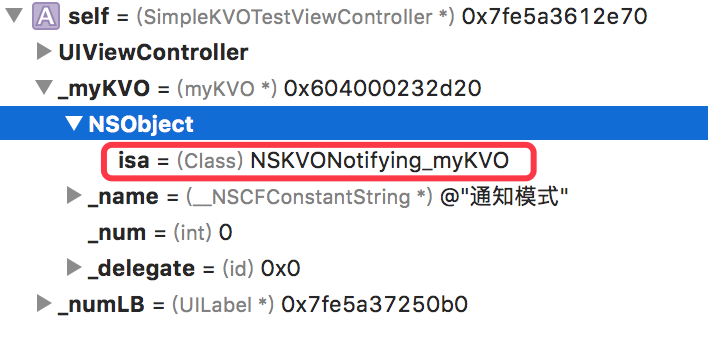 A self = (SimpleKVOTestViewController *) 0x7fe5a3612e70
UIViewController
_myKVO = (myKVO *) 0x604000232d20
NSObject
isa = (Class) NSKVONotifying_myKVO
_name = (__NSCFConstantString *) @"通知模式"
_num = (int) 0
_delegate = (id) 0x0
_numLB = (UILabel *) 0x7fe5a37250b0